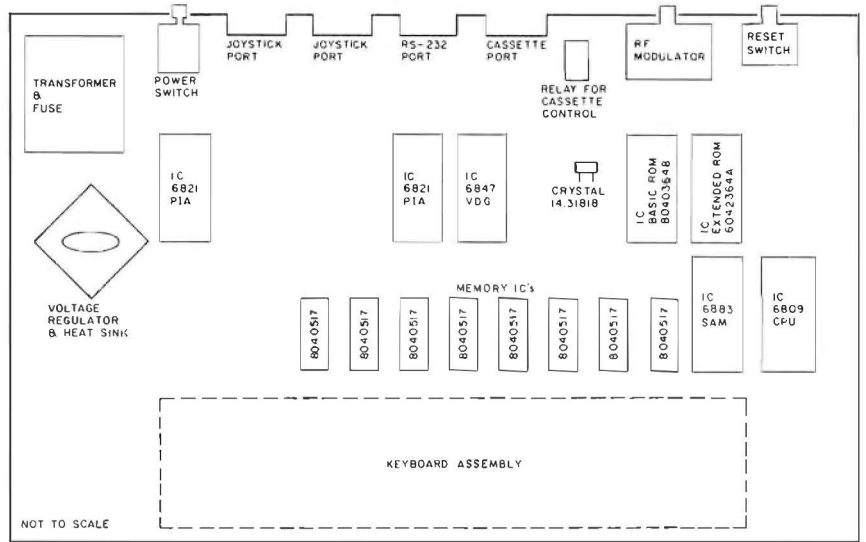 JOYSTICK
PORT
JOYSTICK
PORT
RS-232
PORT
CASSETTE
PORT
RF
MODULATOR
RESET
SWITCH
TRANSFORMER
&
FUSE
POWER
SWITCH
RELAY FOR
CASSETTE
CONTROL
IC
6821
PIA
IC
6821
PIA
IC
6847
VDG
CRYSTAL
14.31818
IC
BASIC ROM
8040364B
IC
EXTENDED ROM
6042364A
VOLTAGE
REGULATOR
& HEAT SINK
MEMORY IC's
8040517
8040517
8040517
8040517
8040517
8040517
8040517
8040517
IC
6883
SAM
IC
6809
CPU
KEYBOARD ASSEMBLY
NOT TO SCALE